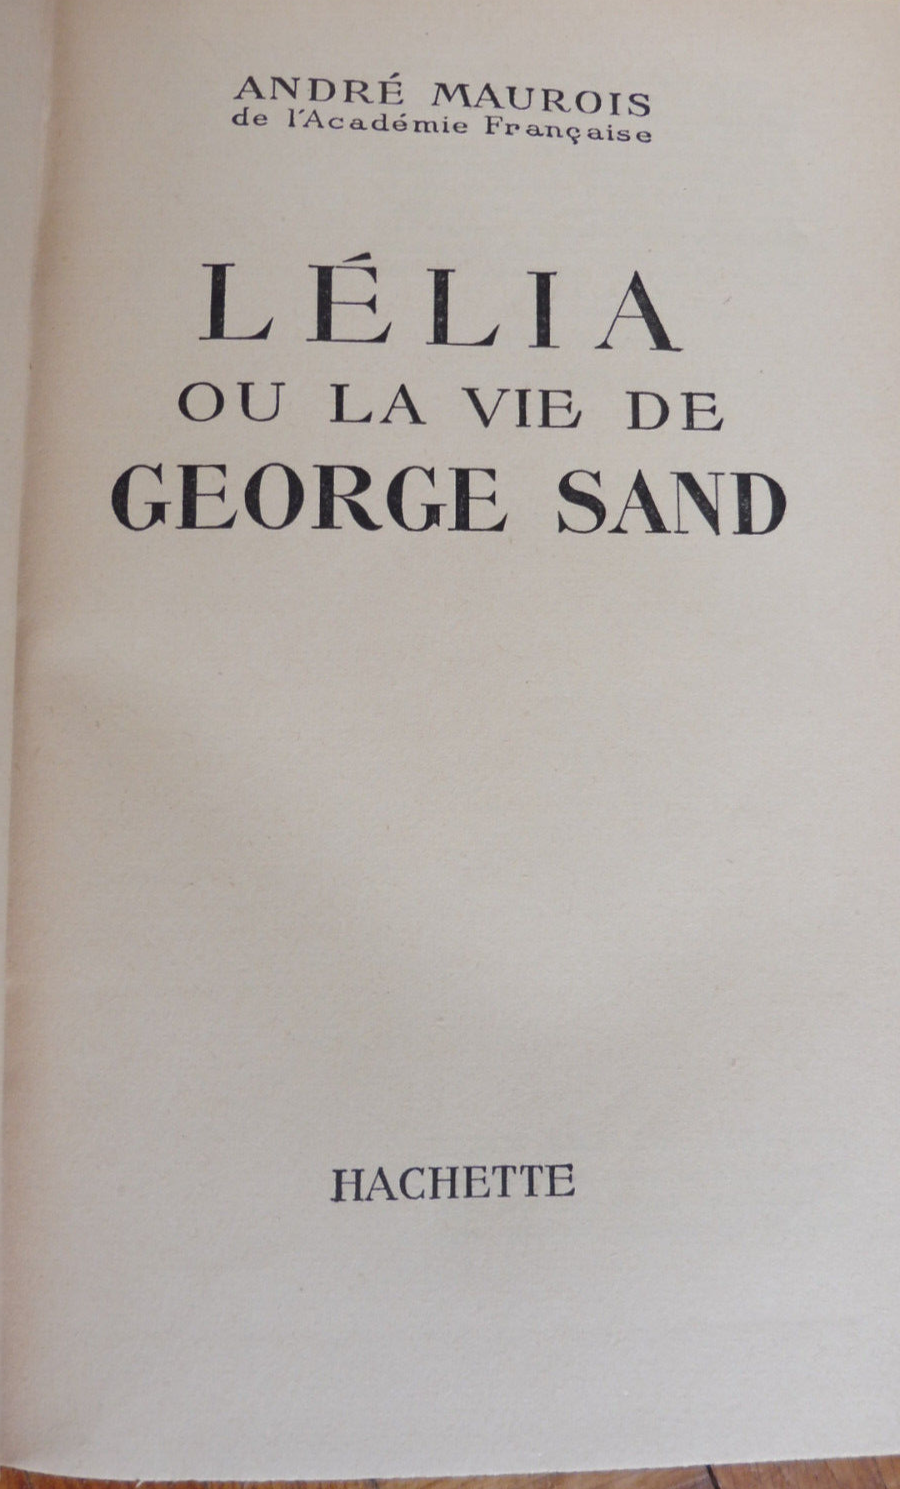 ANDRÉ MAUROIS
de l'Académie Française
LÉLIA
OU LA VIE DE
GEORGE SAND
HACHETTE